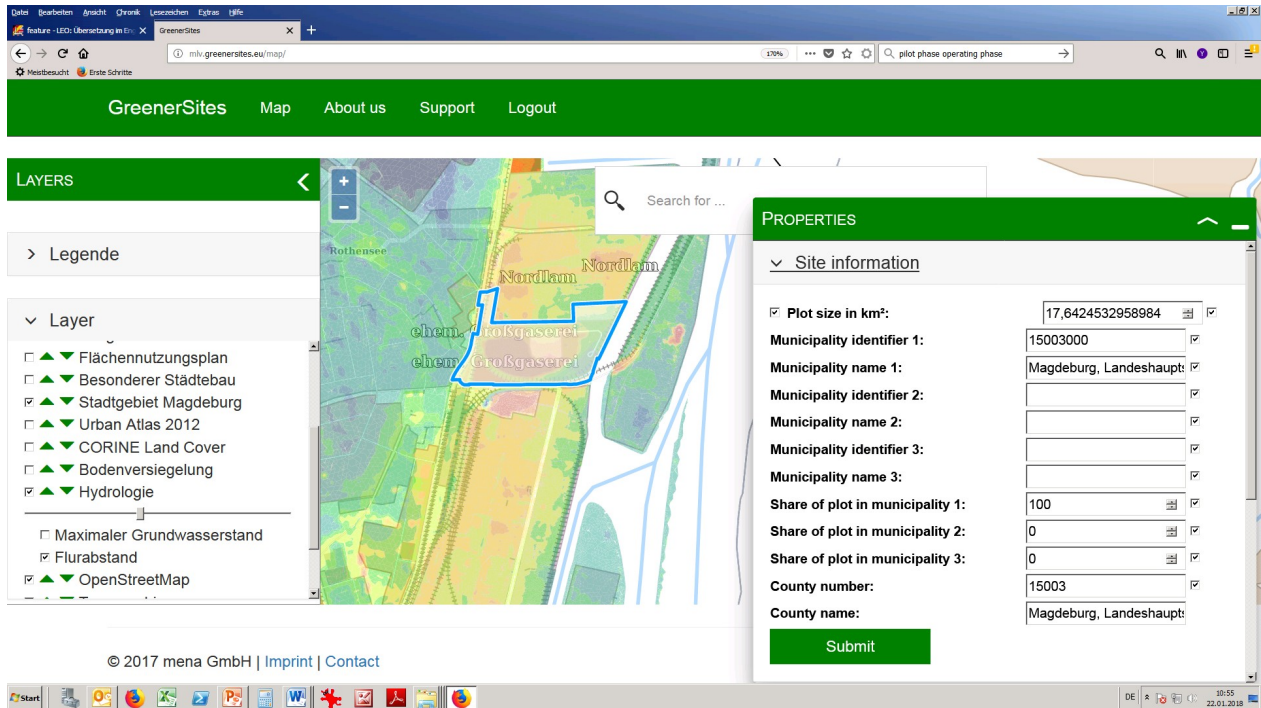 Datei Bearbeiten Ansicht Chronik Lesezeichen Extras Hilfe
feature - LEO: Übersetzung im Eng
GreenerSites
mlv.greenersites.eu/map/
170%
pilot phase operating phase
Meistbesucht
Erste Schritte
GreenerSites
Map
About us
Support
Logout
LAYERS
Legende
Layer
Flächennutzungsplan
Besonderer Städtebau
Stadtgebiet Magdeburg
Urban Atlas 2012
CORINE Land Cover
Bodenversiegelung
Hydrologie
Maximaler Grundwasserstand
Flurabstand
OpenStreetMap
+
−
Search for ...
Rothensee
Nordlam
Nordlam
ehem. Großgaserei
ehem. Großgaserei
PROPERTIES
Site information
Plot size in km²: 17,6424532958984
Municipality identifier 1: 15003000
Municipality name 1: Magdeburg, Landeshaupts
Municipality identifier 2:
Municipality name 2:
Municipality identifier 3:
Municipality name 3:
Share of plot in municipality 1: 100
Share of plot in municipality 2: 0
Share of plot in municipality 3: 0
County number: 15003
County name: Magdeburg, Landeshaupts
Submit
© 2017 mena GmbH | Imprint | Contact
Start
DE
10:55
22.01.2018